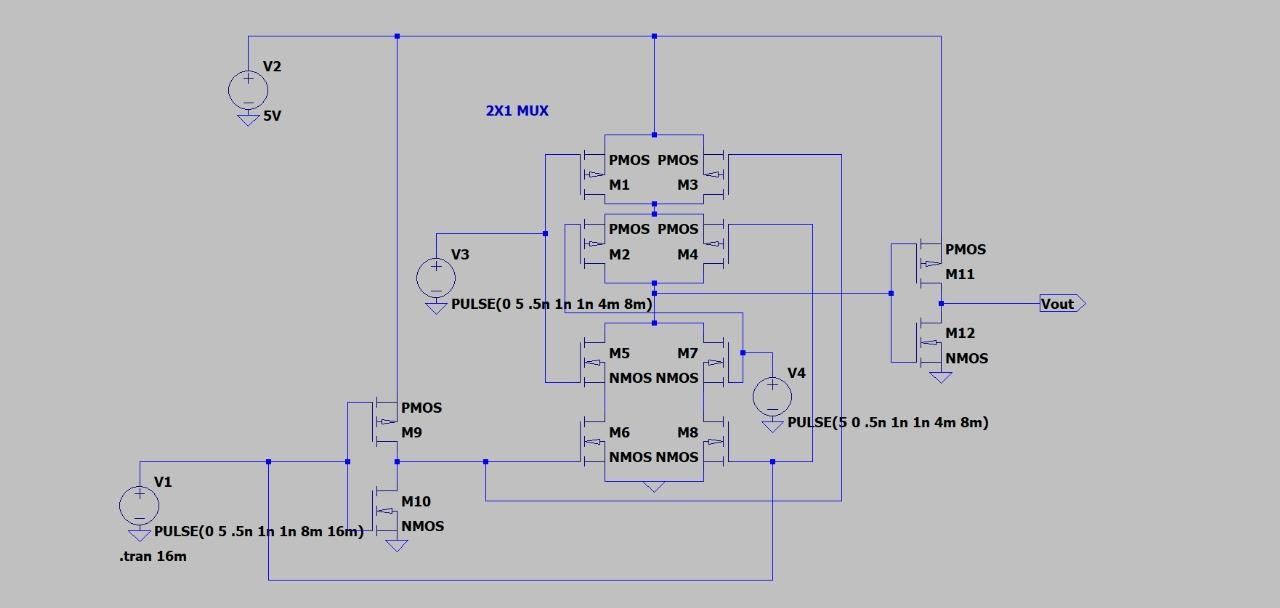 V2
5V
2X1 MUX
PMOS PMOS
M1 M3
PMOS PMOS
M2 M4
V3
PULSE(0 5 .5n 1n 1n 4m 8m)
PMOS
M11
Vout
M12
NMOS
M5 M7
NMOS NMOS
V4
PULSE(5 0 .5n 1n 1n 4m 8m)
PMOS
M9
M6 M8
NMOS NMOS
V1
PULSE(0 5 .5n 1n 1n 8m 16m)
M10
NMOS
.tran 16m